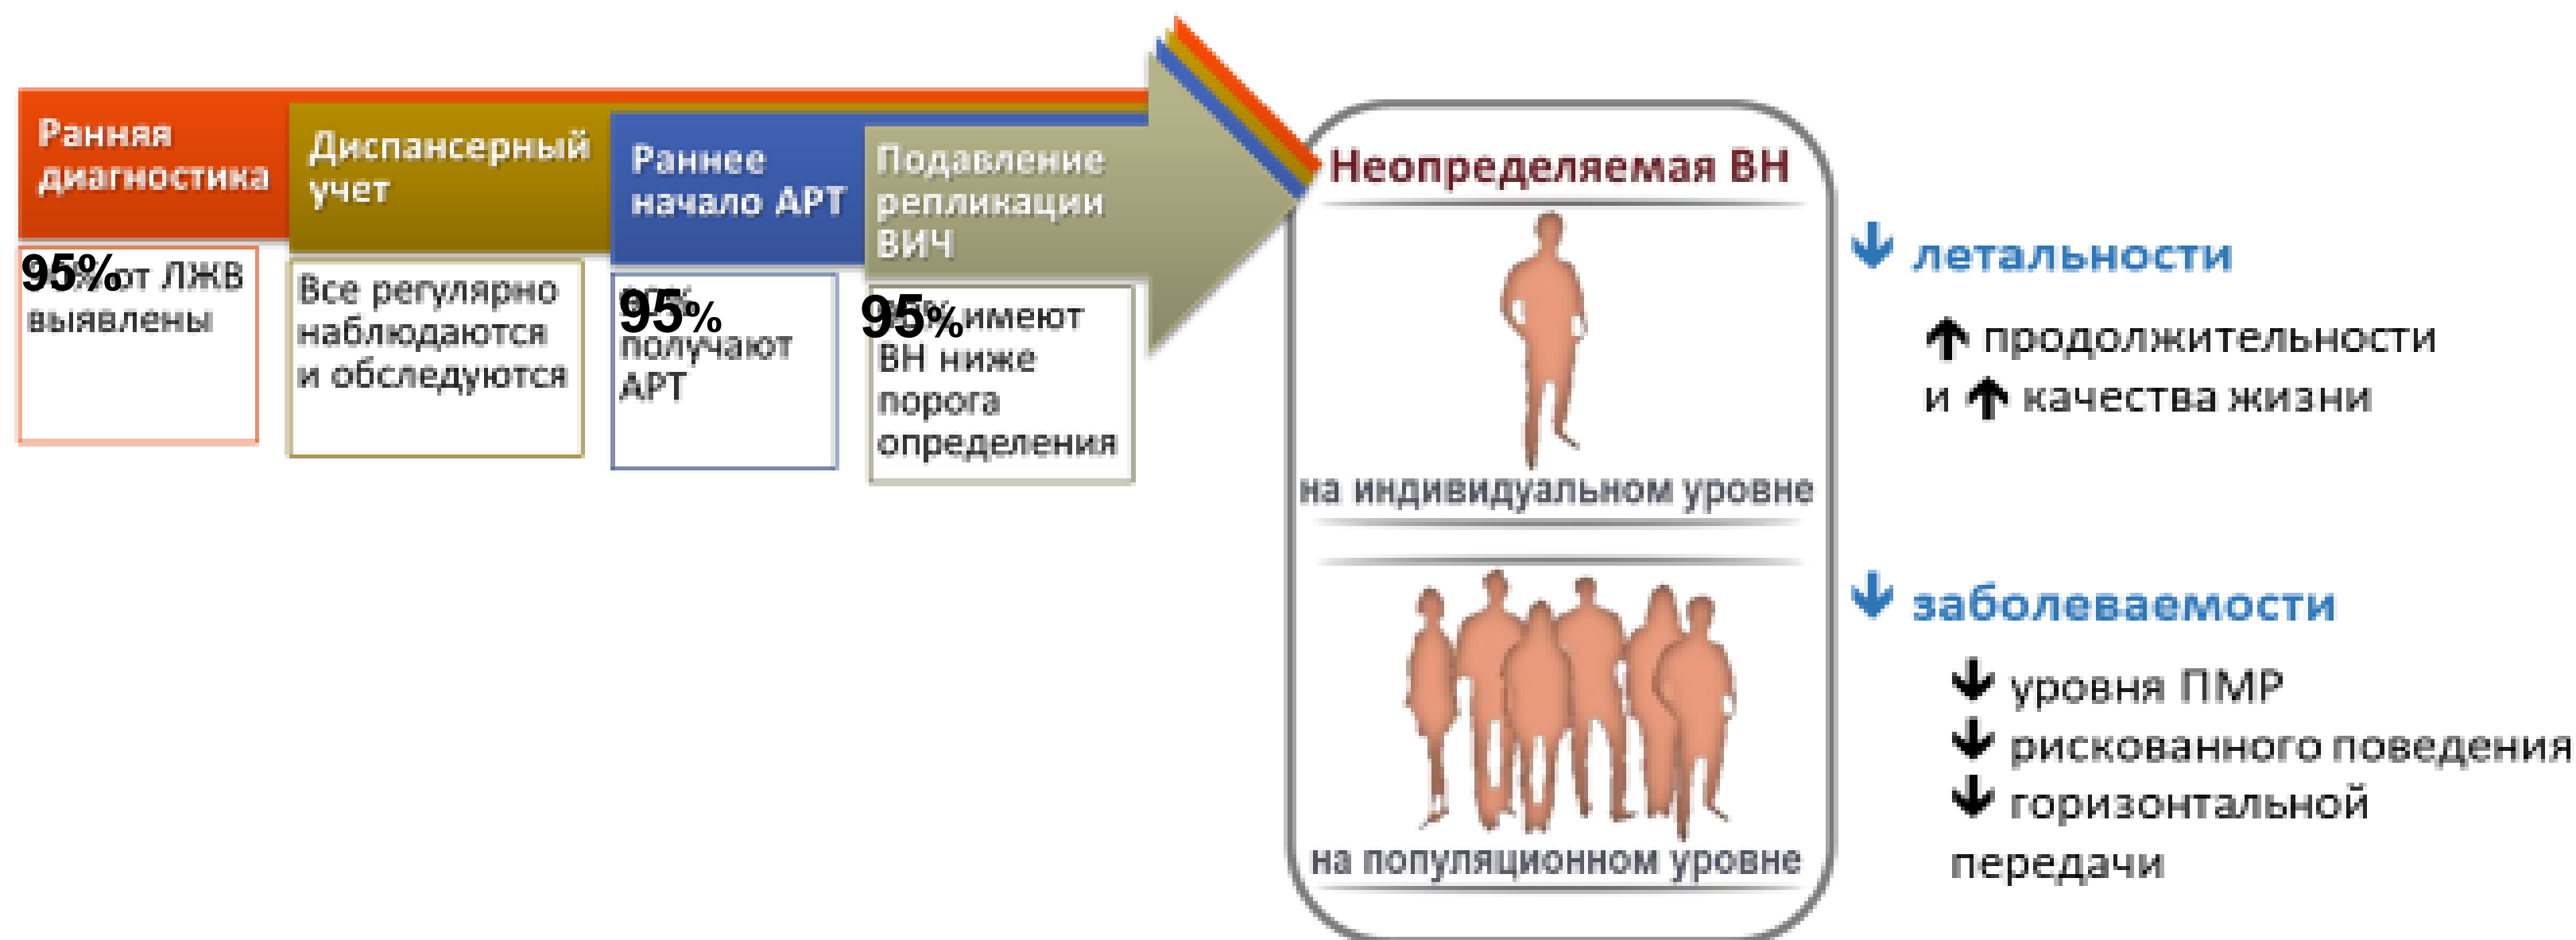 Ранняя
диагностика
95% от ЛЖВ
выявлены
Диспансерный
учет
Все регулярно
наблюдаются
и обследуются
Раннее
начало АРТ
95%
получают
АРТ
Подавление
репликации
ВИЧ
95% имеют
ВН ниже
порога
определения
Неопределяемая ВН
на индивидуальном уровне
на популяционном уровне
↓ летальности
↑ продолжительности
и ↑ качества жизни
↓ заболеваемости
↓ уровня ПМР
↓ рискованного поведения
↓ горизонтальной
передачи